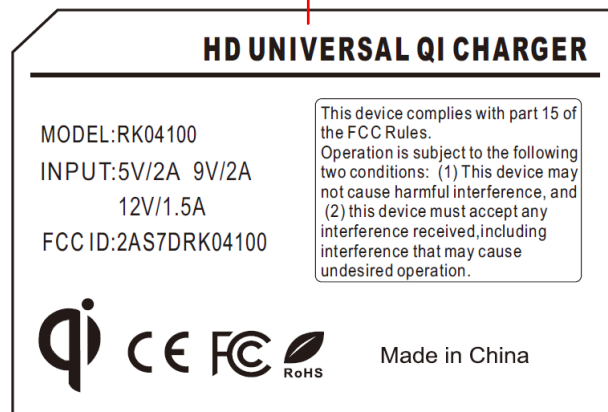 HD UNIVERSAL QI CHARGER
MODEL:RK04100
INPUT:5V/2A 9V/2A
12V/1.5A
FCC ID:2AS7DRK04100
This device complies with part 15 of
the FCC Rules.
Operation is subject to the following
two conditions: (1) This device may
not cause harmful interference, and
(2) this device must accept any
interference received,including
interference that may cause
undesired operation.
qi CE FC RoHS
Made in China